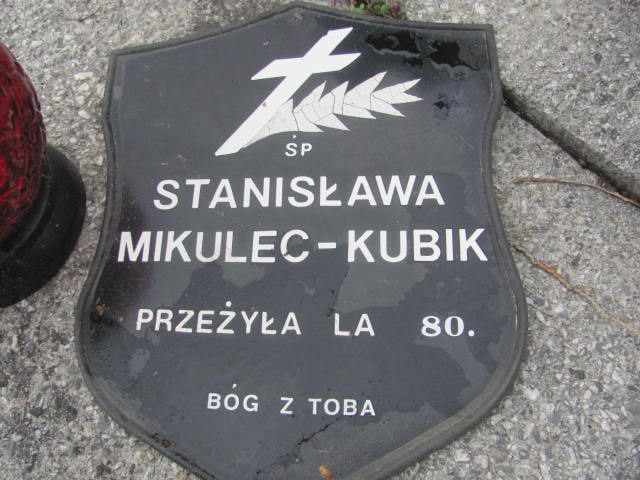 ŚP
STANISŁAWA
MIKULEC-KUBIK
PRZEŻYŁA LA 80.
BÓG Z TOBA